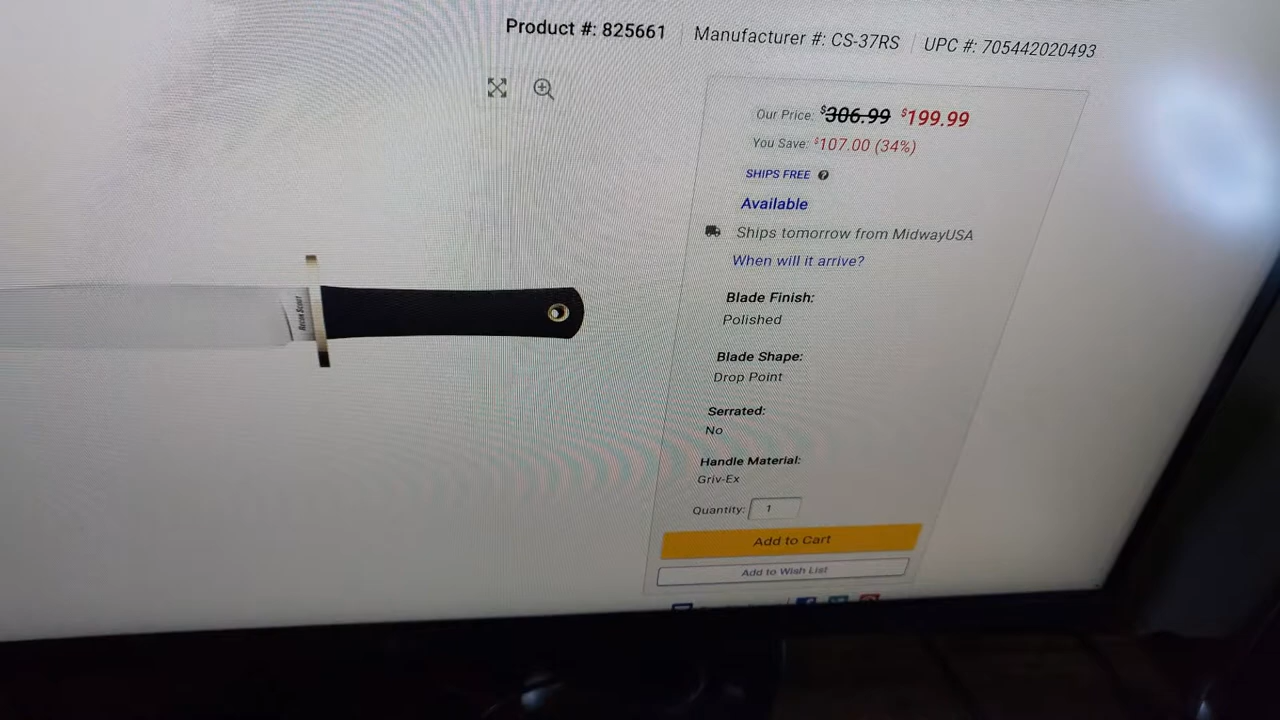 Product #: 825661 Manufacturer #: CS-37RS UPC #: 705442020493
Our Price: $306.99 $199.99
You Save: $107.00 (34%)
SHIPS FREE
Available
Ships tomorrow from MidwayUSA
When will it arrive?
Blade Finish:
Polished
Blade Shape:
Drop Point
Serrated:
No
Handle Material:
Griv-Ex
Quantity: 1
Add to Cart
Add to Wish List
Recon Scout